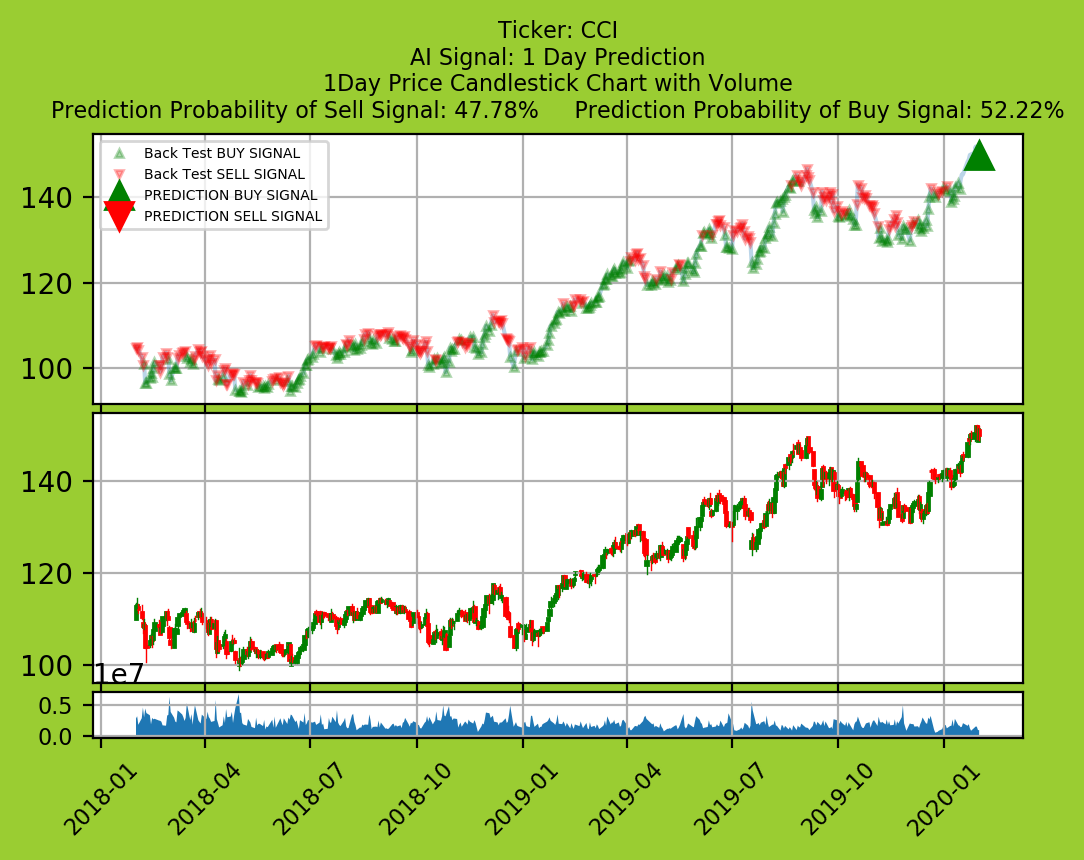 Ticker: CCI
AI Signal: 1 Day Prediction
1Day Price Candlestick Chart with Volume
Prediction Probability of Sell Signal: 47.78% Prediction Probability of Buy Signal: 52.22%
Back Test BUY SIGNAL
Back Test SELL SIGNAL
PREDICTION BUY SIGNAL
PREDICTION SELL SIGNAL
140
120
100
140
120
100
1e7
0.5
0.0
2018-01 2018-04 2018-07 2018-10 2019-01 2019-04 2019-07 2019-10 2020-01